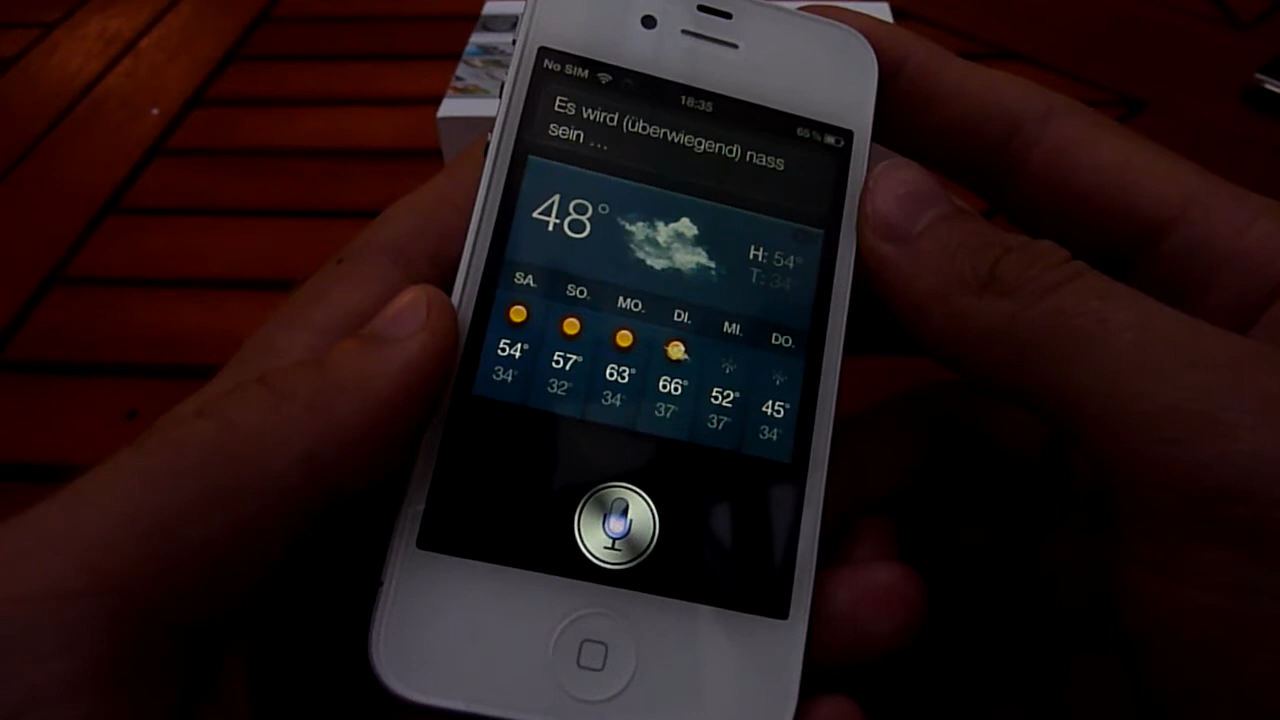 No SIM 18:35 65 %
Es wird (überwiegend) nass
sein ...
48°
H: 54°
T: 34°
SA. SO. MO. DI. MI. DO.
54° 57° 63° 66° 52° 45°
34° 32° 34° 37° 37° 34°